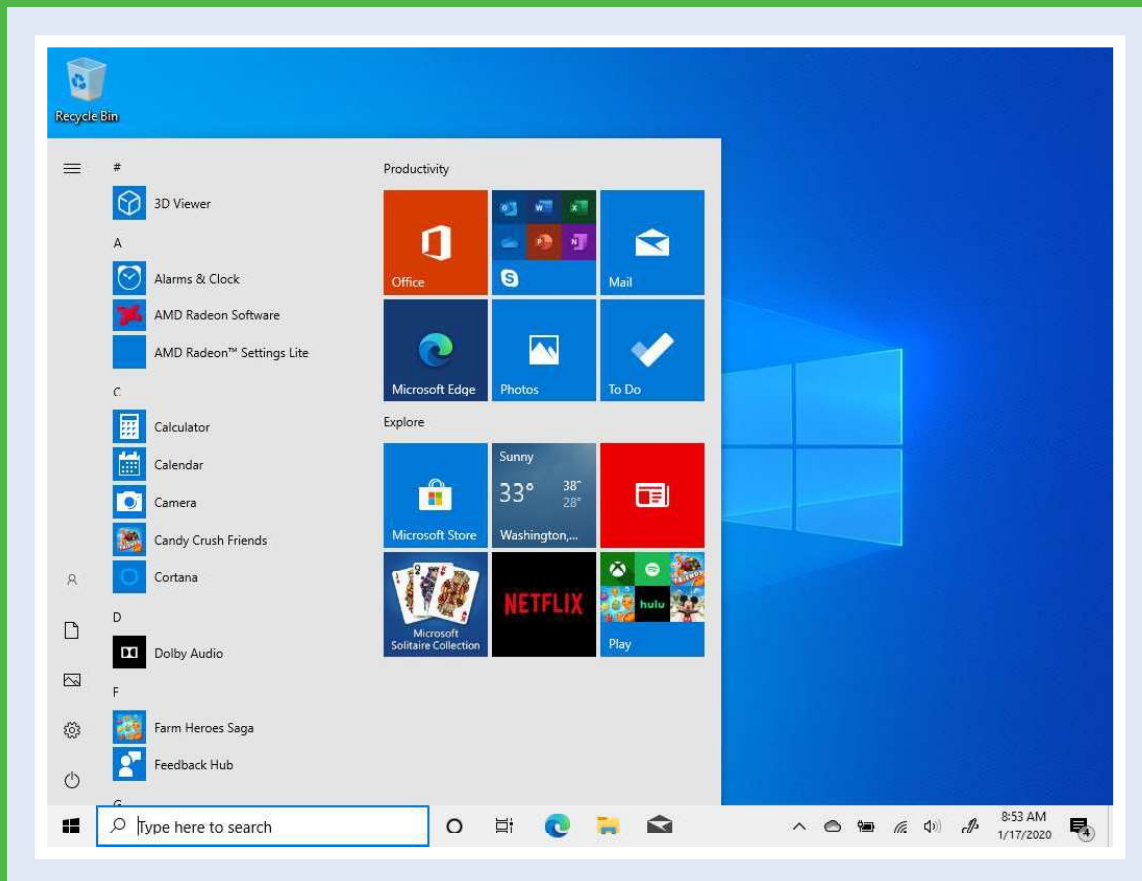 Recycle Bin
#
3D Viewer
A
Alarms & Clock
AMD Radeon Software
AMD Radeon™ Settings Lite
C
Calculator
Calendar
Camera
Candy Crush Friends
Cortana
D
Dolby Audio
F
Farm Heroes Saga
Feedback Hub
G
Productivity
Office
Mail
Microsoft Edge
Photos
To Do
Explore
Microsoft Store
Sunny
33°
38°
28°
Washington,...
Microsoft
Solitaire Collection
NETFLIX
hulu
Play
Type here to search
8:53 AM
1/17/2020
4